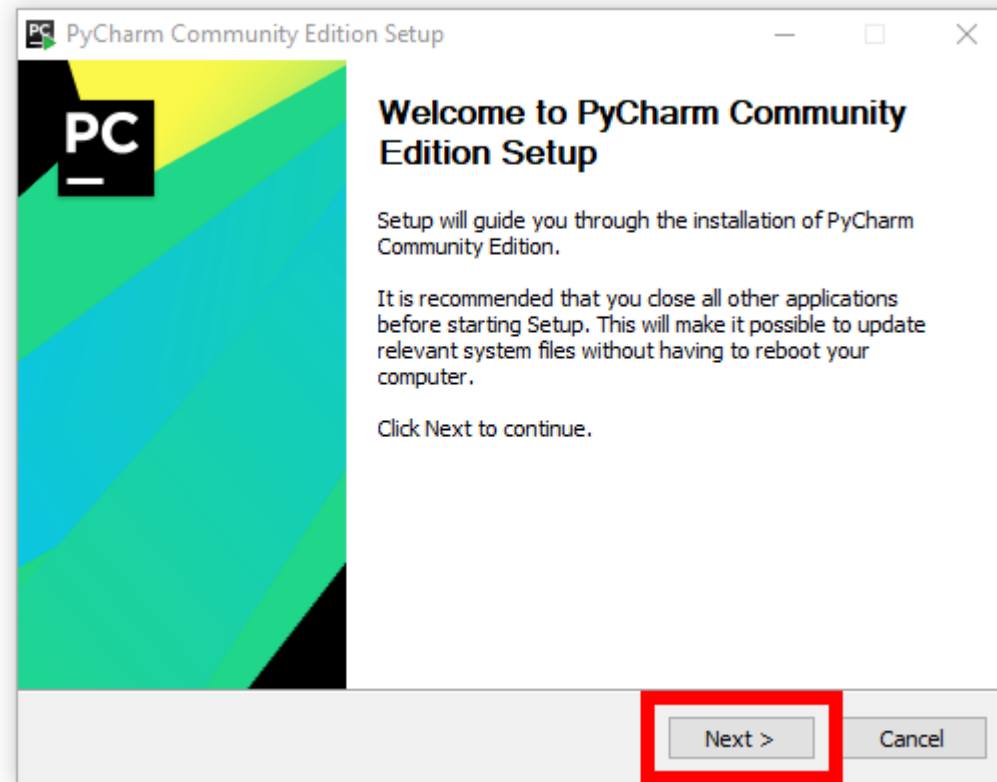 PC PyCharm Community Edition Setup
PC
Welcome to PyCharm Community
Edition Setup
Setup will guide you through the installation of PyCharm
Community Edition.
It is recommended that you close all other applications
before starting Setup. This will make it possible to update
relevant system files without having to reboot your
computer.
Click Next to continue.
Next >
Cancel